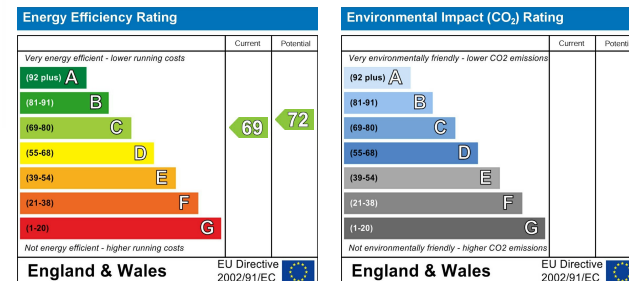 Energy Efficiency Rating
Current Potential
Very energy efficient - lower running costs
(92 plus) A
(81-91) B
(69-80) C
(55-68) D
(39-54) E
(21-38) F
(1-20) G
69
72
Not energy efficient - higher running costs
England & Wales
EU Directive
2002/91/EC
Environmental Impact (CO2) Rating
Current Potentia
Very environmentally friendly - lower CO2 emissions
(92 plus) A
(81-91) B
(69-80) C
(55-68) D
(39-54) E
(21-38) F
(1-20) G
Not environmentally friendly - higher CO2 emissions
England & Wales
EU Directive
2002/91/EC